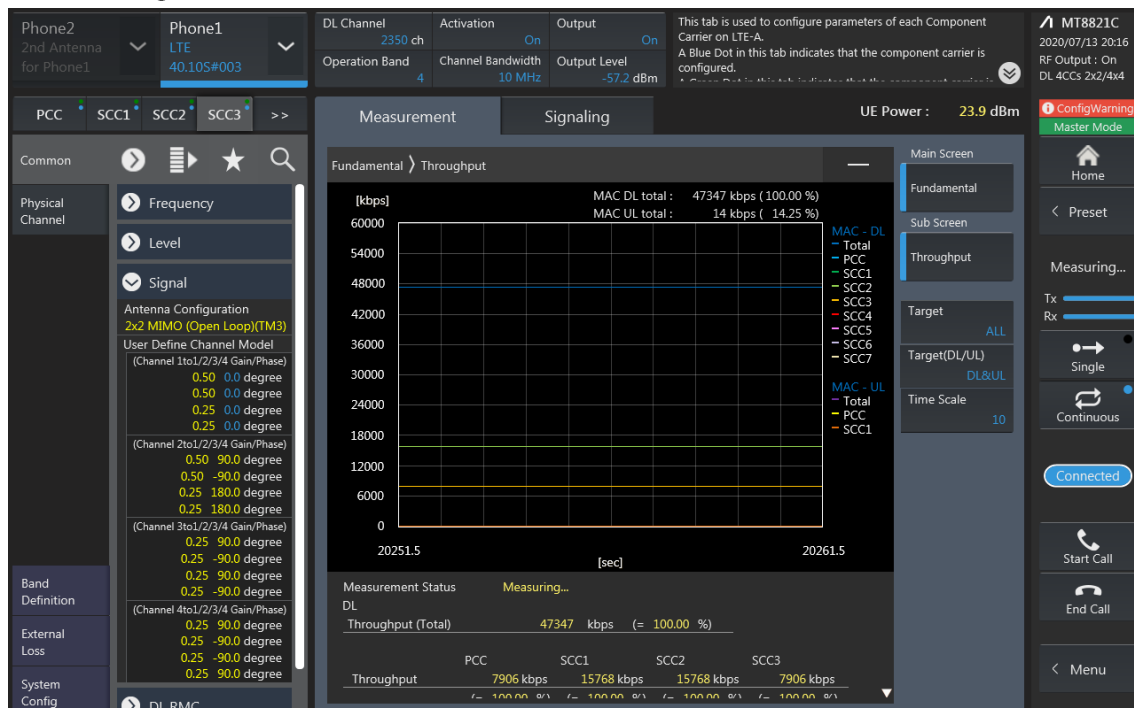 Phone2
2nd Antenna
for Phone1
Phone1
LTE
40.10S#003
DL Channel
2350 ch
Operation Band
4
Activation
On
Channel Bandwidth
10 MHz
Output
On
Output Level
-57.2 dBm
This tab is used to configure parameters of each Component
Carrier on LTE-A.
A Blue Dot in this tab indicates that the component carrier is
configured.
MT8821C
2020/07/13 20:16
RF Output : On
DL 4CCs 2x2/4x4
PCC SCC1 SCC2 SCC3 >>
Measurement
Signaling
UE Power : 23.9 dBm
ConfigWarning
Master Mode
Common
Physical
Channel
Frequency
Level
Signal
Antenna Configuration
2x2 MIMO (Open Loop)(TM3)
User Define Channel Model
(Channel 1to1/2/3/4 Gain/Phase)
0.50 0.0 degree
0.50 0.0 degree
0.25 0.0 degree
0.25 0.0 degree
(Channel 2to1/2/3/4 Gain/Phase)
0.50 90.0 degree
0.50 -90.0 degree
0.25 180.0 degree
0.25 180.0 degree
(Channel 3to1/2/3/4 Gain/Phase)
0.25 90.0 degree
0.25 -90.0 degree
0.25 90.0 degree
0.25 -90.0 degree
(Channel 4to1/2/3/4 Gain/Phase)
0.25 90.0 degree
0.25 -90.0 degree
0.25 -90.0 degree
0.25 90.0 degree
DL RMC
Band
Definition
External
Loss
System
Config
Fundamental 〉 Throughput
[kbps]
MAC DL total : 47347 kbps (100.00 %)
MAC UL total : 14 kbps ( 14.25 %)
60000
54000
48000
42000
36000
30000
24000
18000
12000
6000
0
20251.5
[sec]
20261.5
MAC - DL
Total
PCC
SCC1
SCC2
SCC3
SCC4
SCC5
SCC6
SCC7
MAC - UL
Total
PCC
SCC1
Measurement Status Measuring...
DL
Throughput (Total) 47347 kbps (= 100.00 %)
PCC SCC1 SCC2 SCC3
Throughput 7906 kbps 15768 kbps 15768 kbps 7906 kbps
(= 100.00 %) (= 100.00 %) (= 100.00 %) (= 100.00 %)
Main Screen
Fundamental
Sub Screen
Throughput
Target
ALL
Target(DL/UL)
DL&UL
Time Scale
10
Home
< Preset
Measuring...
Tx
Rx
Single
Continuous
Connected
Start Call
End Call
< Menu